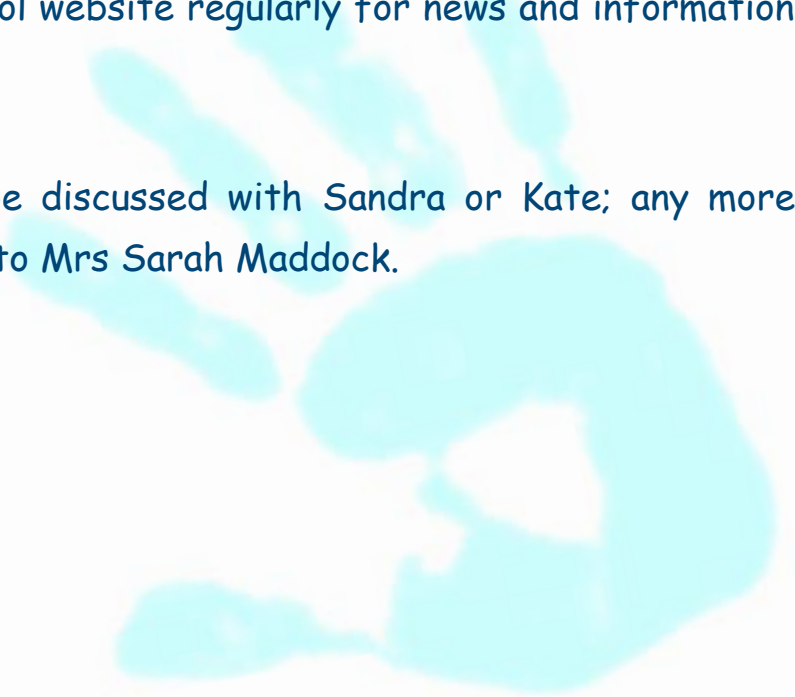 ol website regularly for news and information
e discussed with Sandra or Kate; any more
to Mrs Sarah Maddock.